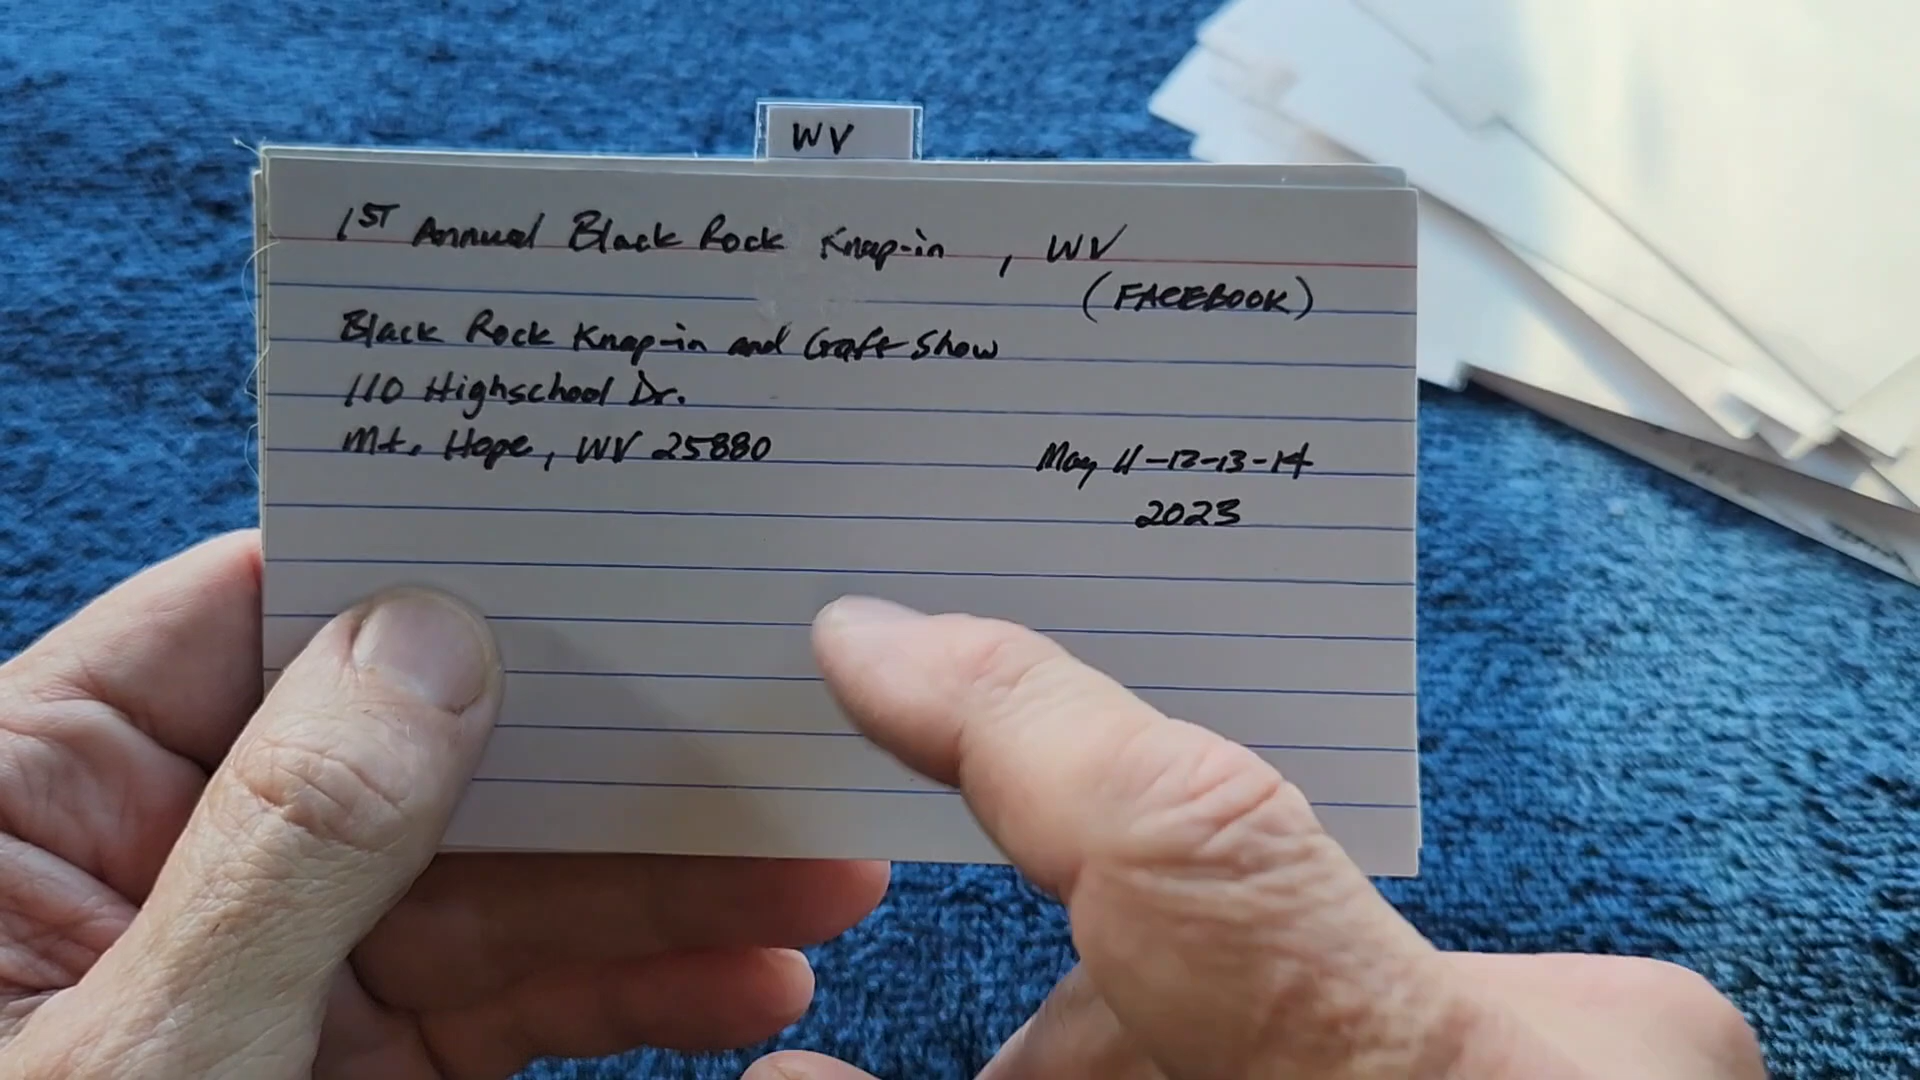 WV
1ST Annual Black Rock Knap-in, WV
(FACEBOOK)
Black Rock Knap-in and Craft Show
110 Highschool Dr.
Mt. Hope, WV 25880
May 11-12-13-14
2023